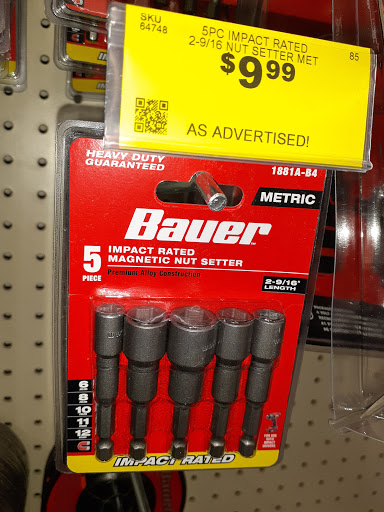 SKU
64748
5PC IMPACT RATED
2-9/16 NUT SETTER MET
85
$9.99
AS ADVERTISED!
HEAVY DUTY
GUARANTEED
1881A-B4
METRIC
Bauer
5
PIECE
IMPACT RATED
MAGNETIC NUT SETTER
Premium Alloy Construction
2-9/16"
LENGTH
6
8
10
11
12
IMPACT RATED